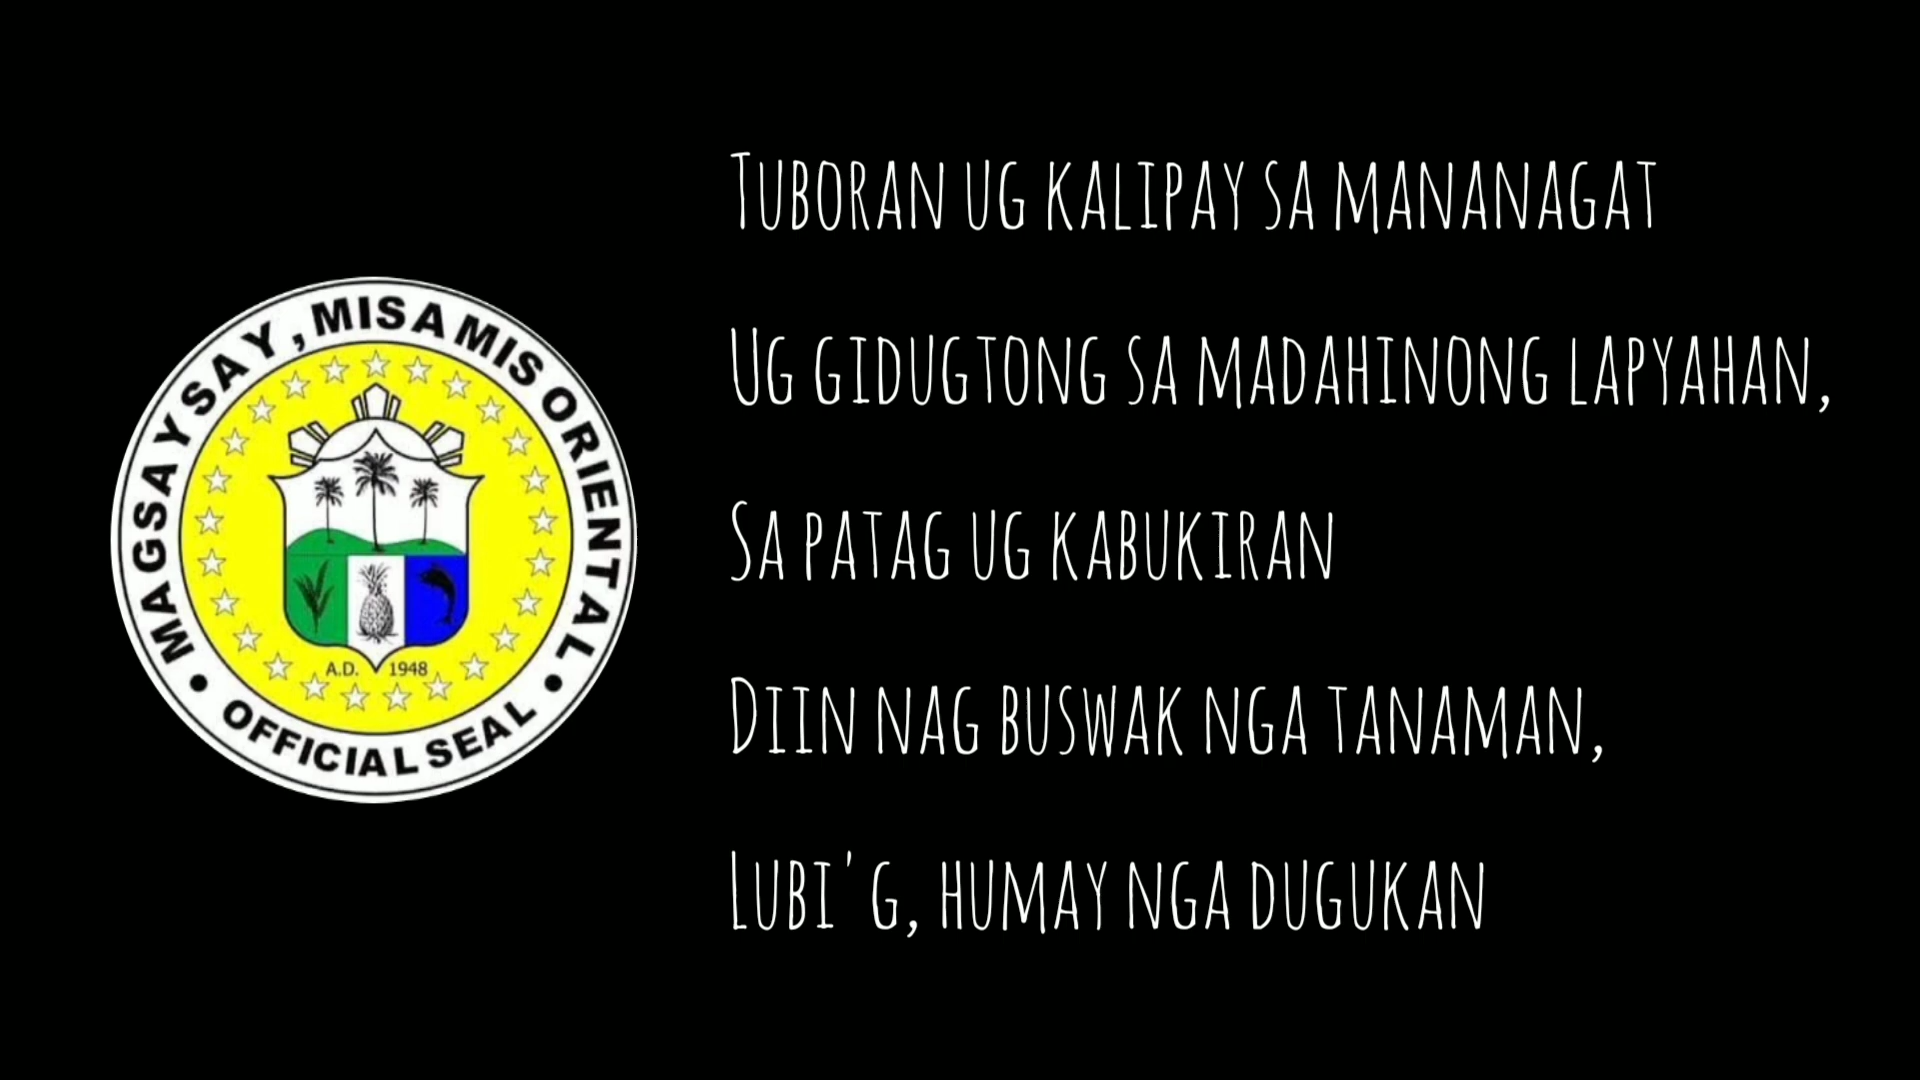 MAGSAYSAY, MISAMIS ORIENTAL
A.D. 1948
OFFICIAL SEAL
TUBORAN UG KALIPAY SA MANANAGAT
UG GIDUGTONG SA MADAHINONG LAPYAHAN,
SA PATAG UG KABUKIRAN
DIIN NAG BUSWAK NGA TANAMAN,
LUBI'G, HUMAY NGA DUGUKAN